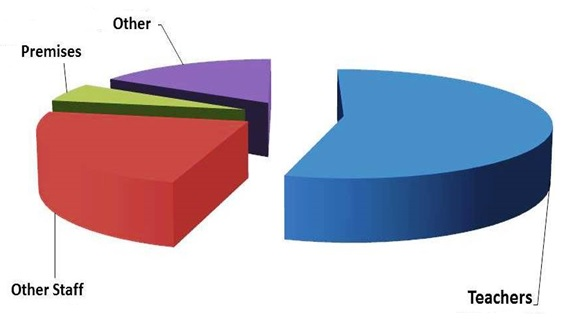 Other
Premises
Other Staff
Teachers